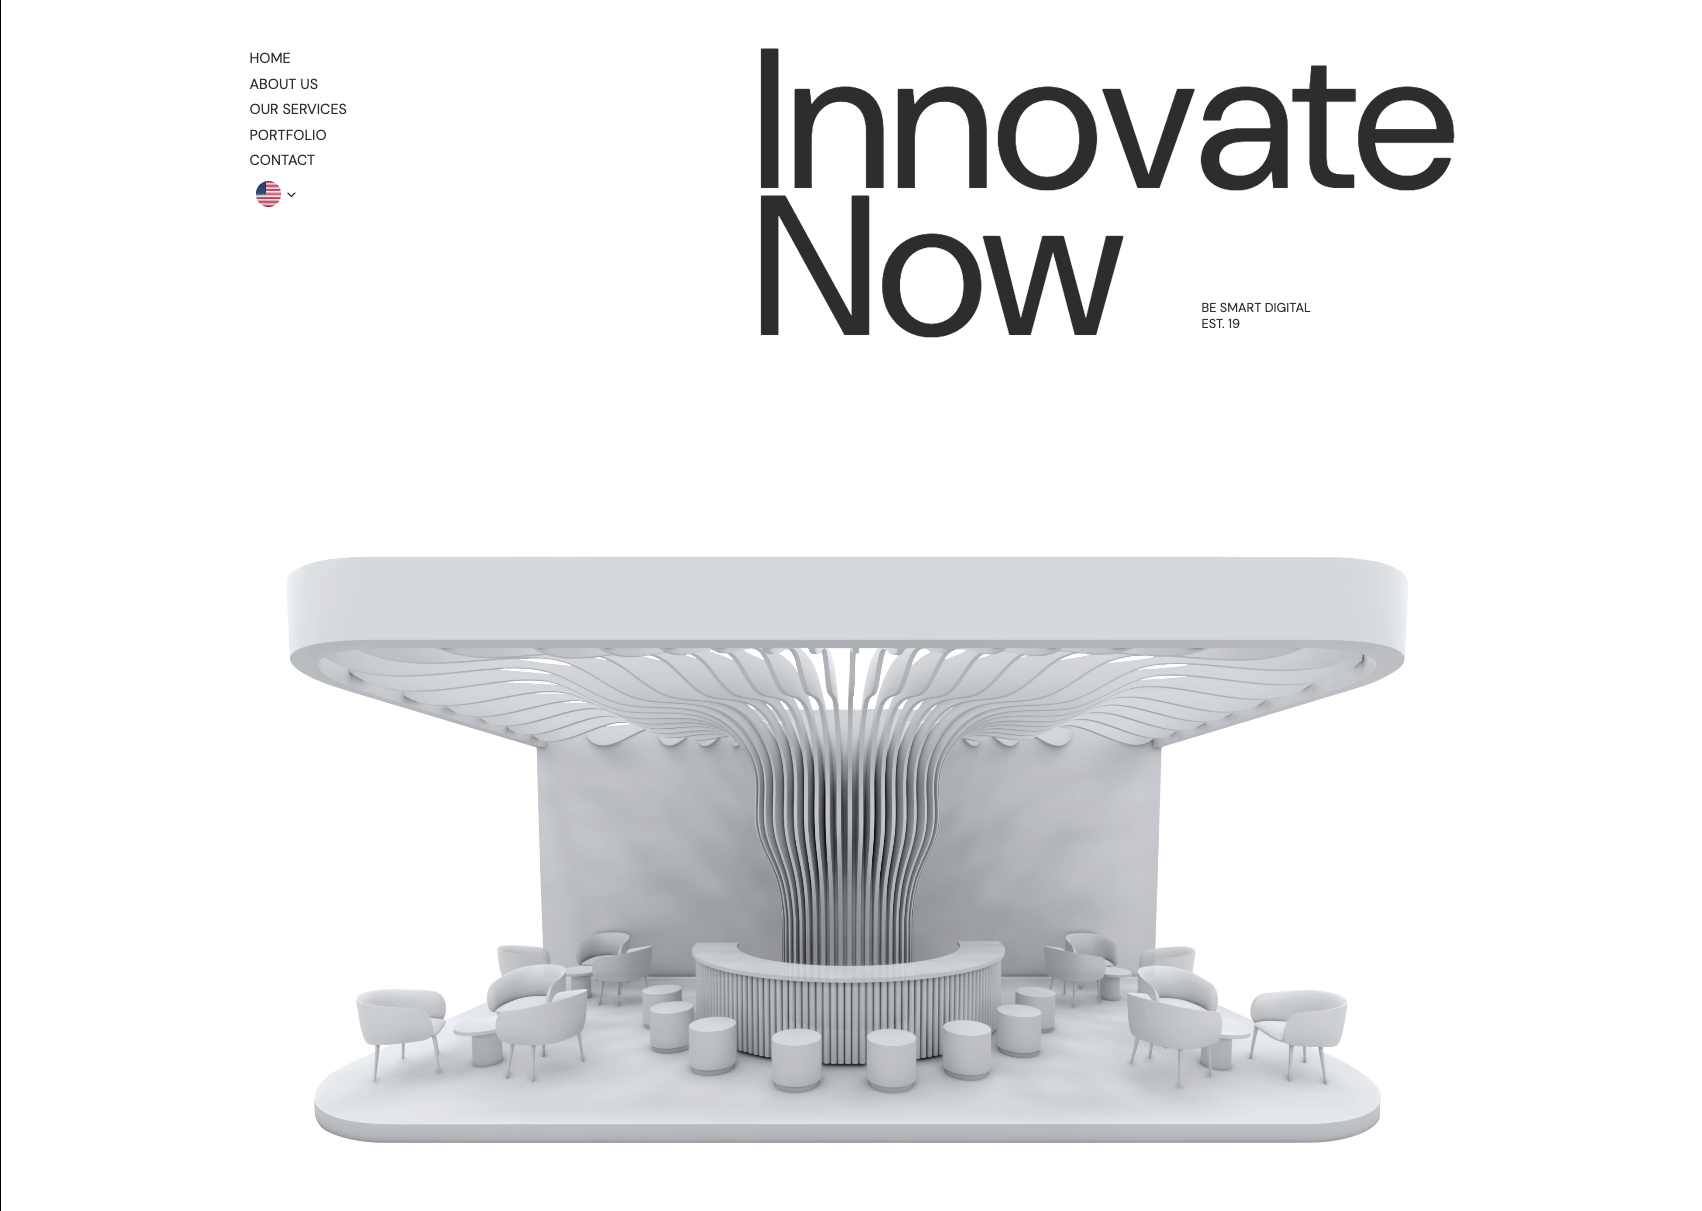 HOME
ABOUT US
OUR SERVICES
PORTFOLIO
CONTACT
Innovate
Now
BE SMART DIGITAL
EST. 19